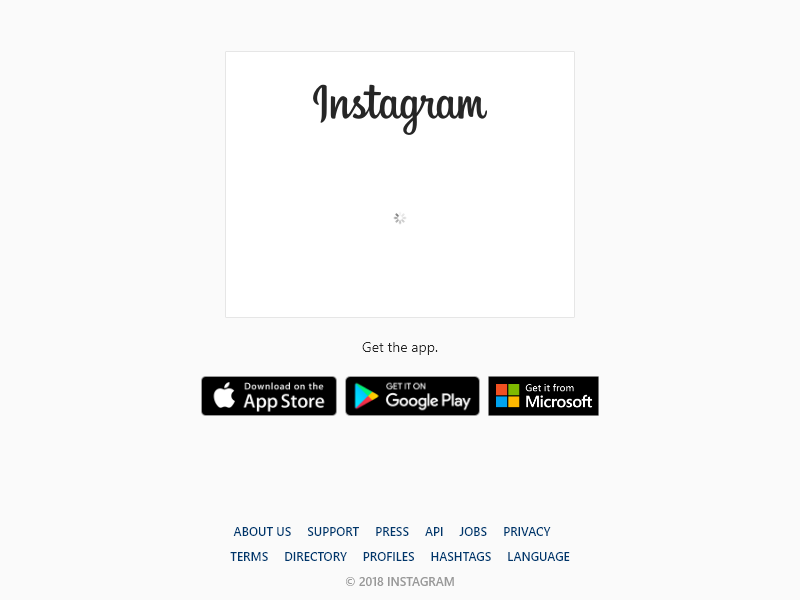 Instagram
Get the app.
Download on the
App Store
GET IT ON
Google Play
Get it from
Microsoft
ABOUT US SUPPORT PRESS API JOBS PRIVACY
TERMS DIRECTORY PROFILES HASHTAGS LANGUAGE
© 2018 INSTAGRAM